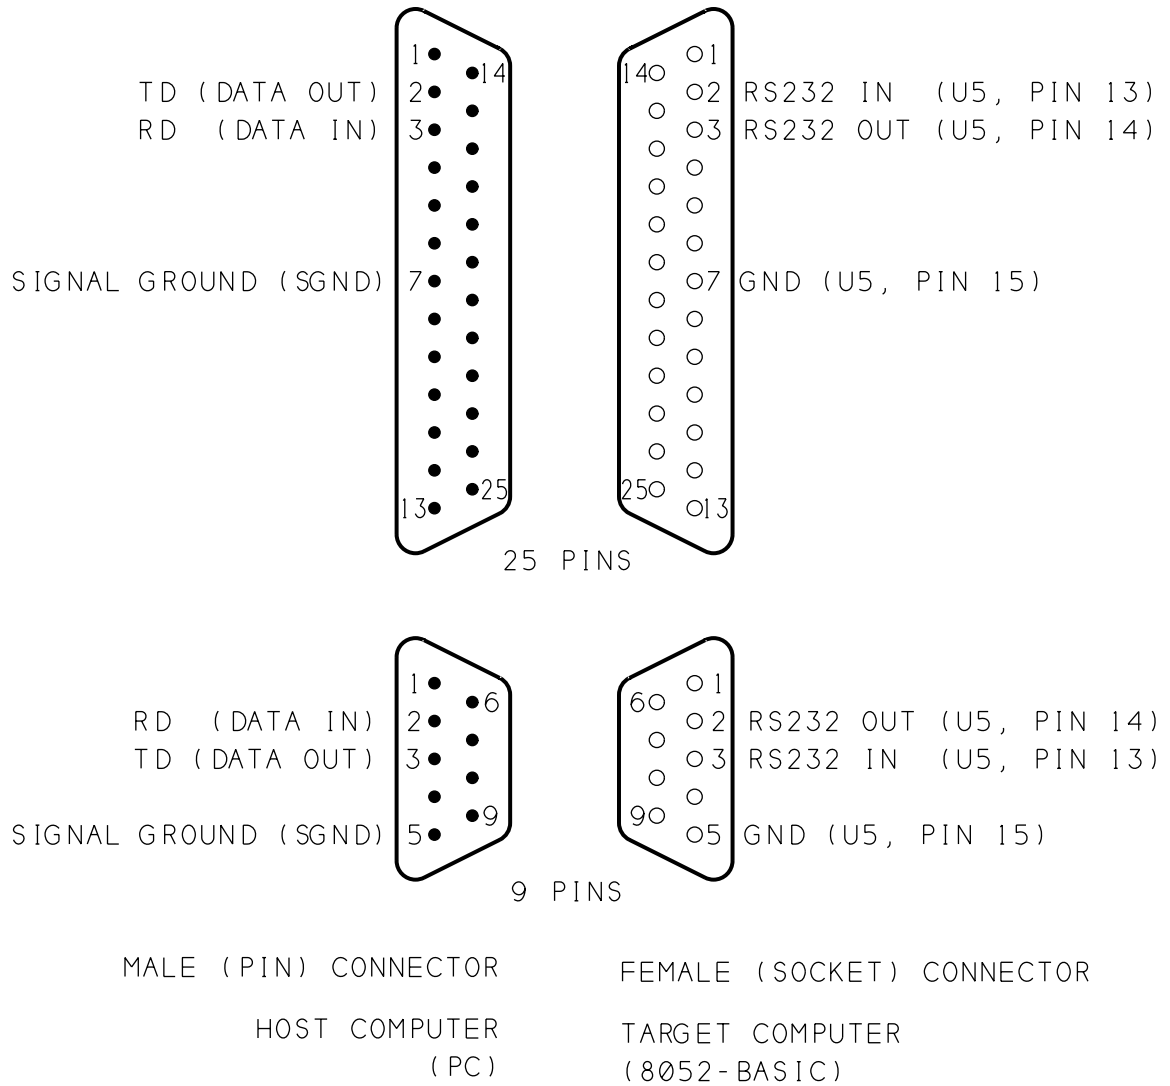 1 14 14 1
TD (DATA OUT) 2 2 RS232 IN (U5, PIN 13)
RD (DATA IN) 3 3 RS232 OUT (U5, PIN 14)
SIGNAL GROUND (SGND) 7 7 GND (U5, PIN 15)
25 25
13 13
25 PINS
1 6 6 1
RD (DATA IN) 2 2 RS232 OUT (U5, PIN 14)
TD (DATA OUT) 3 3 RS232 IN (U5, PIN 13)
9 9
SIGNAL GROUND (SGND) 5 5 GND (U5, PIN 15)
9 PINS
MALE (PIN) CONNECTOR
HOST COMPUTER
(PC)
FEMALE (SOCKET) CONNECTOR
TARGET COMPUTER
(8052-BASIC)